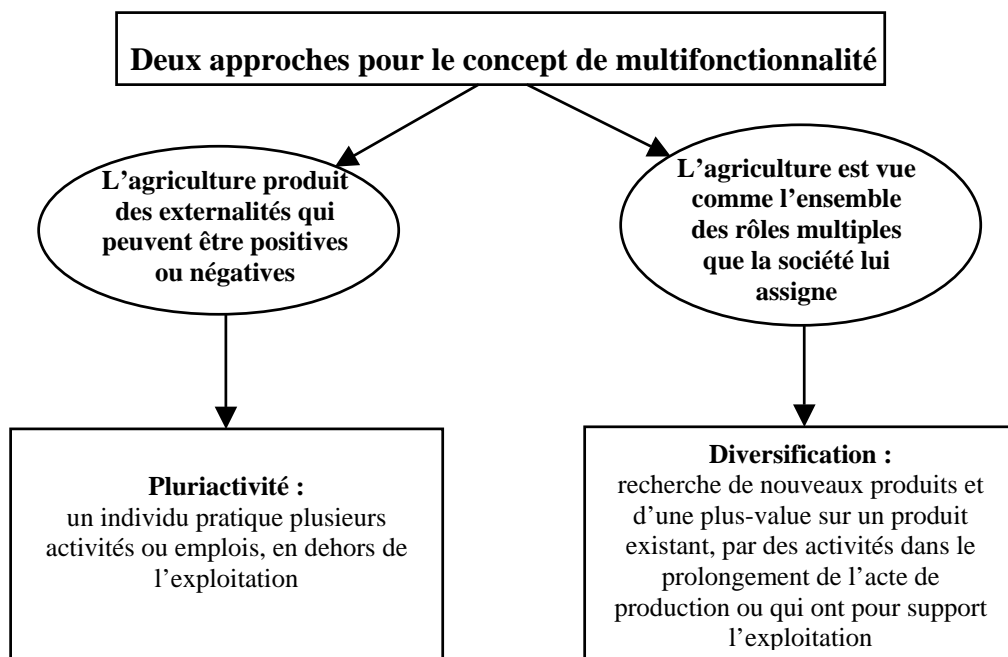 Deux approches pour le concept de multifonctionnalité
L’agriculture produit
des externalités qui
peuvent être positives
ou négatives
L’agriculture est vue
comme l’ensemble
des rôles multiples
que la société lui
assigne
Pluriactivité :
un individu pratique plusieurs
activités ou emplois, en dehors de
l’exploitation
Diversification :
recherche de nouveaux produits et
d’une plus-value sur un produit
existant, par des activités dans le
prolongement de l’acte de
production ou qui ont pour support
l’exploitation